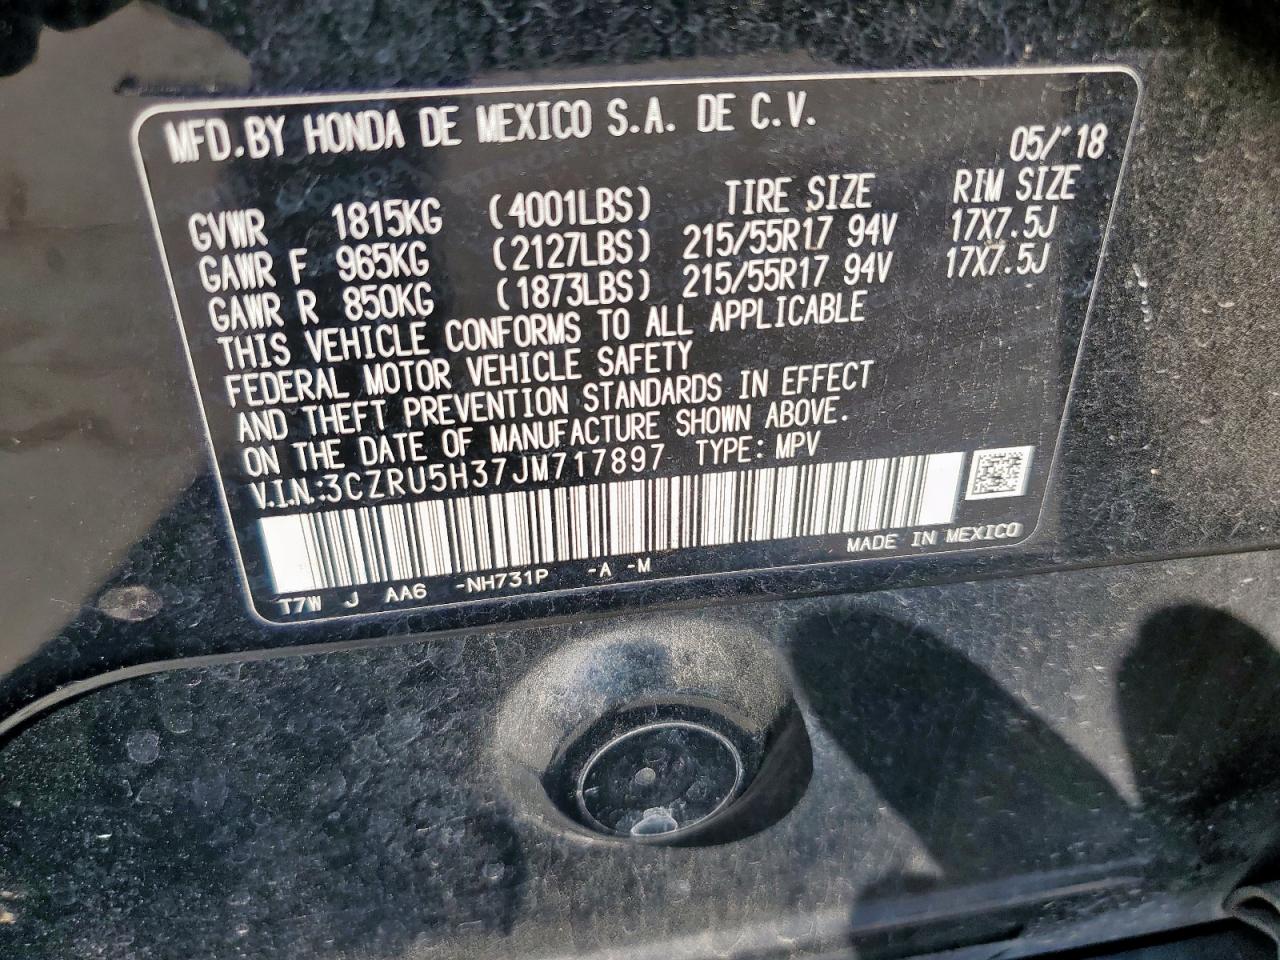 MFD.BY HONDA DE MEXICO S.A. DE C.V.
05/'18
GVWR 1815KG (4001LBS) TIRE SIZE RIM SIZE
GAWR F 965KG (2127LBS) 215/55R17 94V 17X7.5J
GAWR R 850KG (1873LBS) 215/55R17 94V 17X7.5J
THIS VEHICLE CONFORMS TO ALL APPLICABLE
FEDERAL MOTOR VEHICLE SAFETY
AND THEFT PREVENTION STANDARDS IN EFFECT
ON THE DATE OF MANUFACTURE SHOWN ABOVE.
V.I.N.:3CZRU5H37JM717897 TYPE: MPV
MADE IN MEXICO
T7W J AA6 -NH731P -A -M